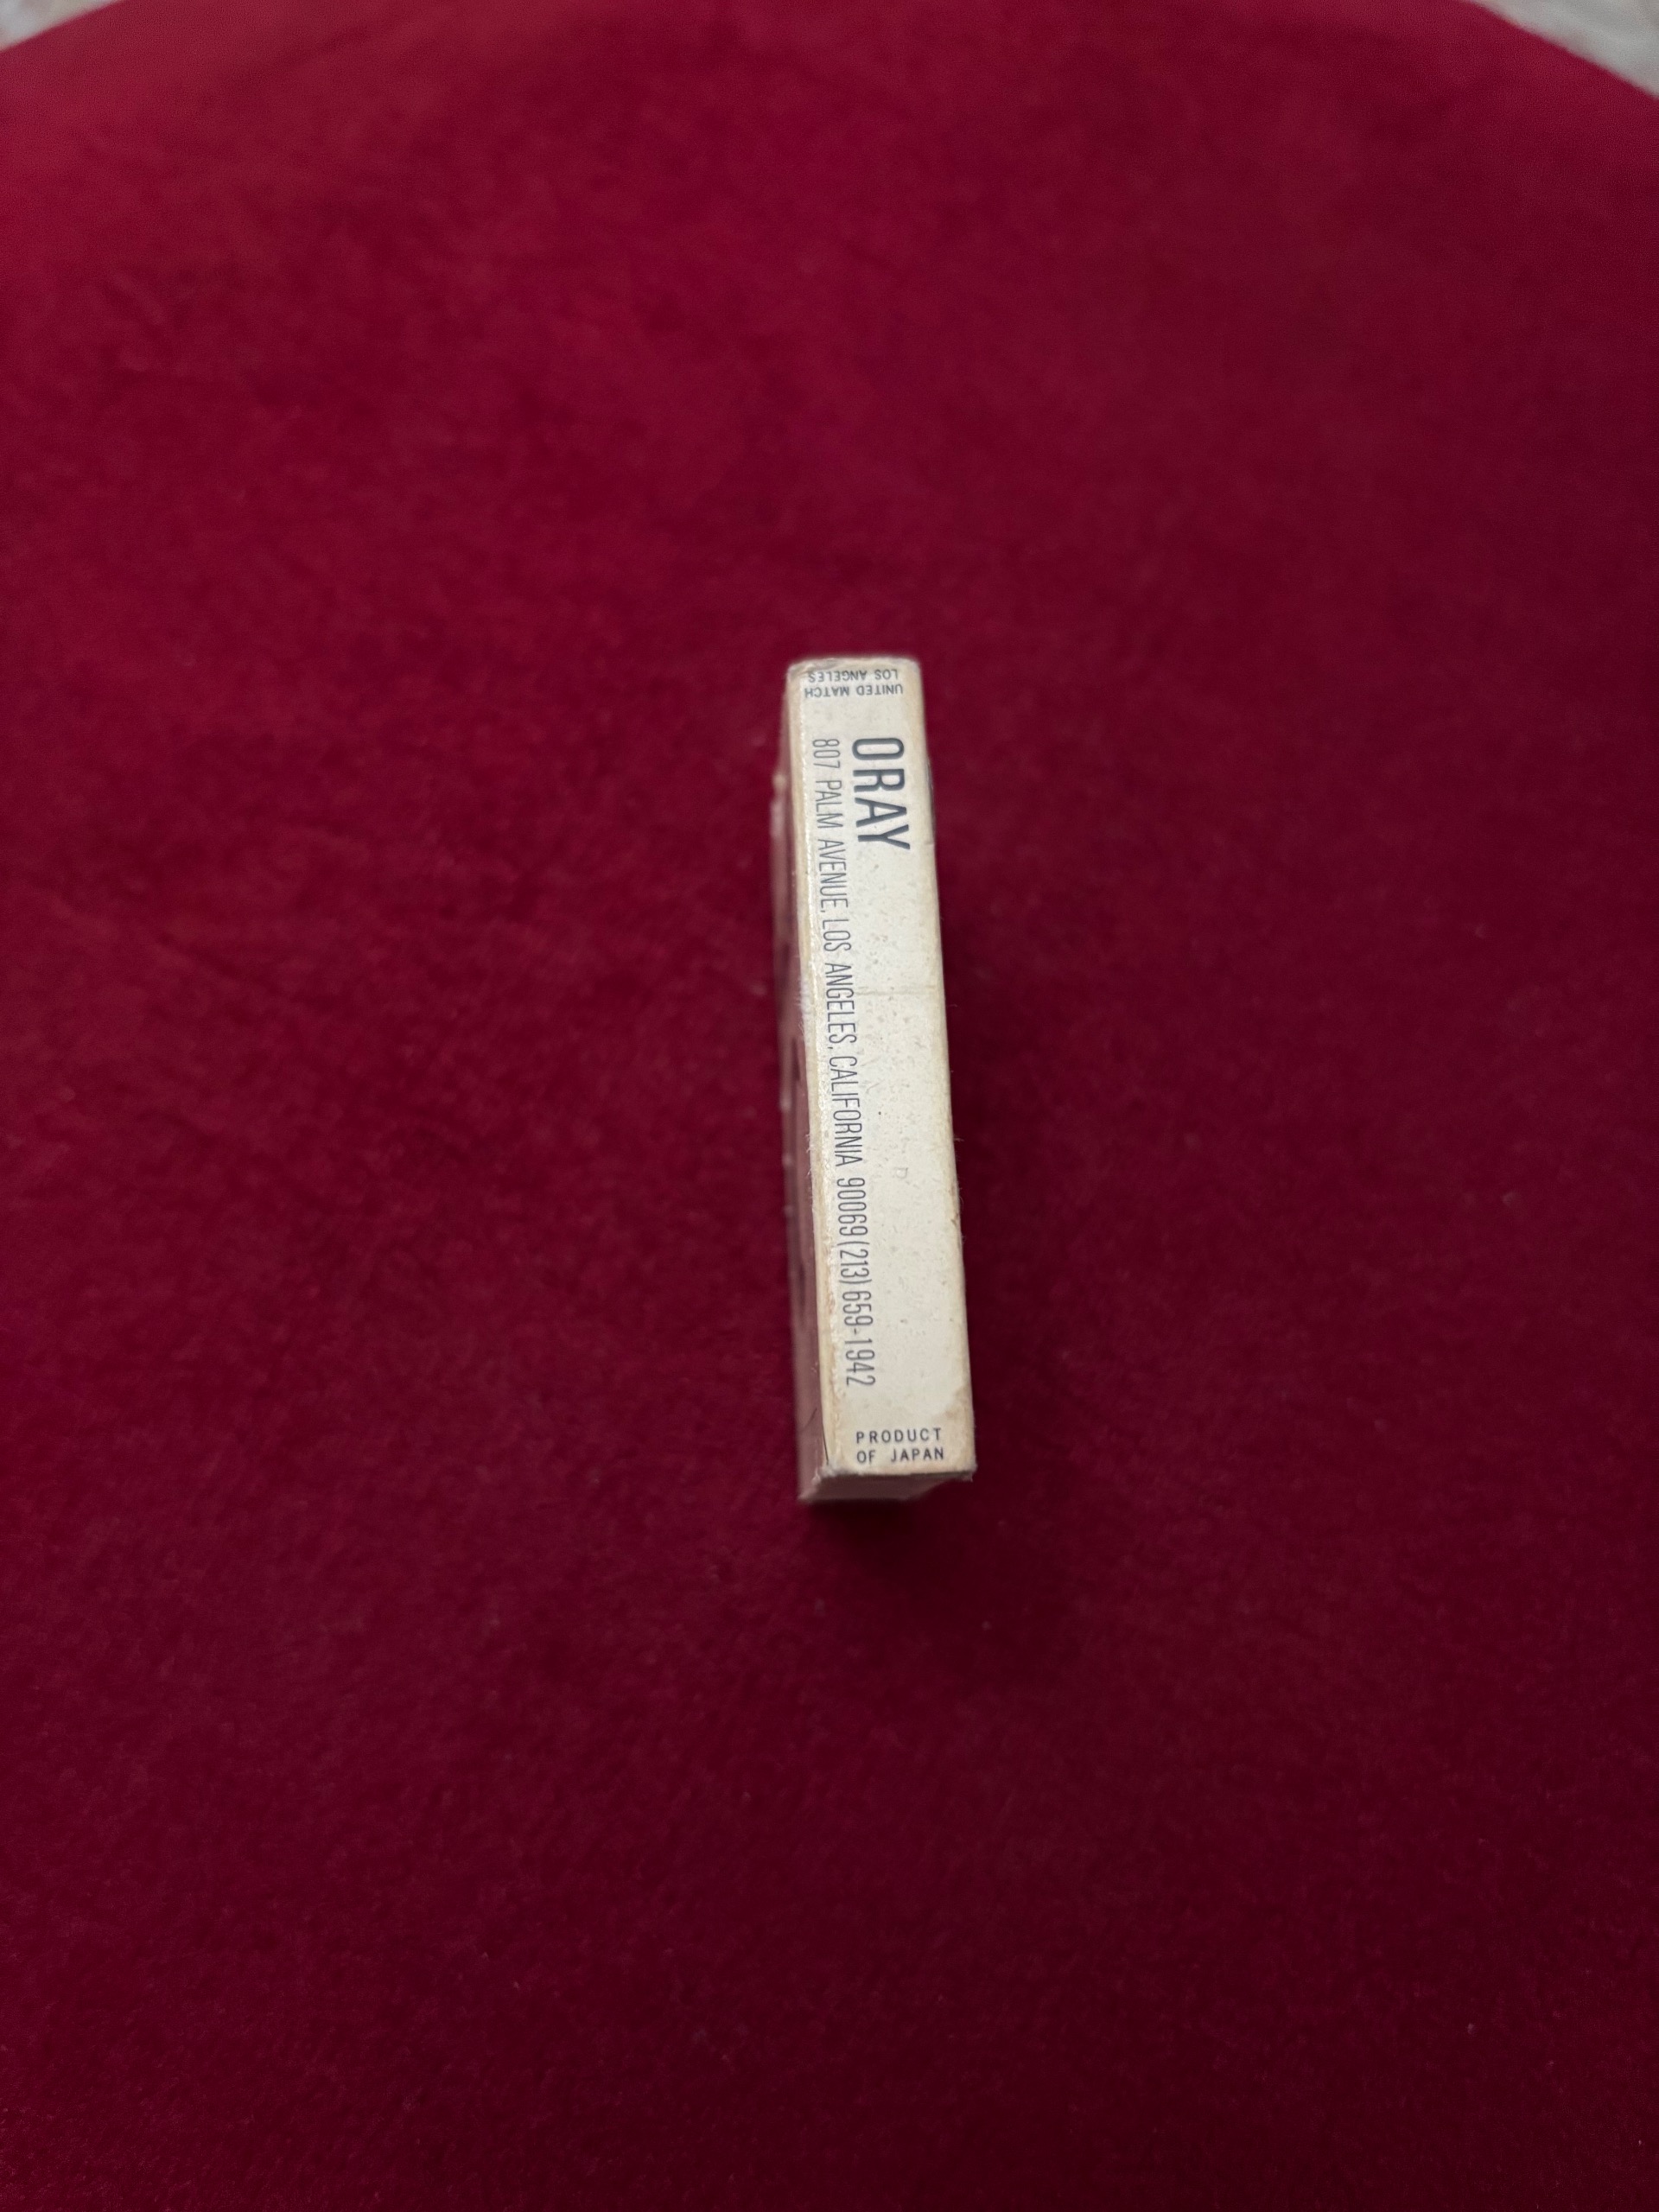 UNITED MATCH
LOS ANGELES
ORAY
807 PALM AVENUE, LOS ANGELES, CALIFORNIA 90069 (213) 659-1942
PRODUCT
OF JAPAN